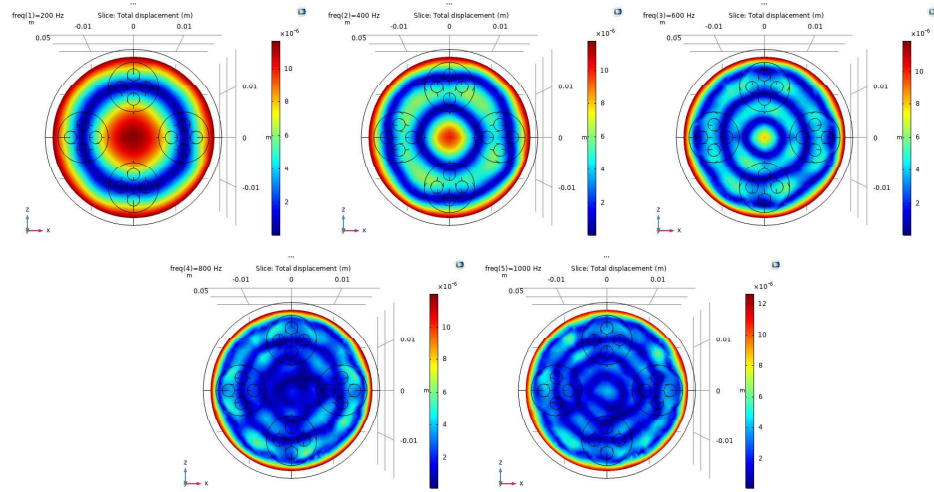 ...
freq(1)=200 Hz Slice: Total displacement (m)
m
-0.01 0 0.01
0.05
×10⁻⁶
10
8
6
4
2
0.01
0
-0.01
m
z
y x
...
freq(2)=400 Hz Slice: Total displacement (m)
m
-0.01 0 0.01
0.05
×10⁻⁶
10
8
6
4
2
0.01
0
-0.01
m
z
y x
...
freq(3)=600 Hz Slice: Total displacement (m)
m
-0.01 0 0.01
0.05
×10⁻⁶
10
8
6
4
2
0.01
0
-0.01
m
z
y x
...
freq(4)=800 Hz Slice: Total displacement (m)
m
-0.01 0 0.01
0.05
×10⁻⁶
10
8
6
4
2
0.01
0
-0.01
m
z
y x
...
freq(5)=1000 Hz Slice: Total displacement (m)
m
-0.01 0 0.01
0.05
×10⁻⁶
12
10
8
6
4
2
0.01
0
-0.01
m
z
y x